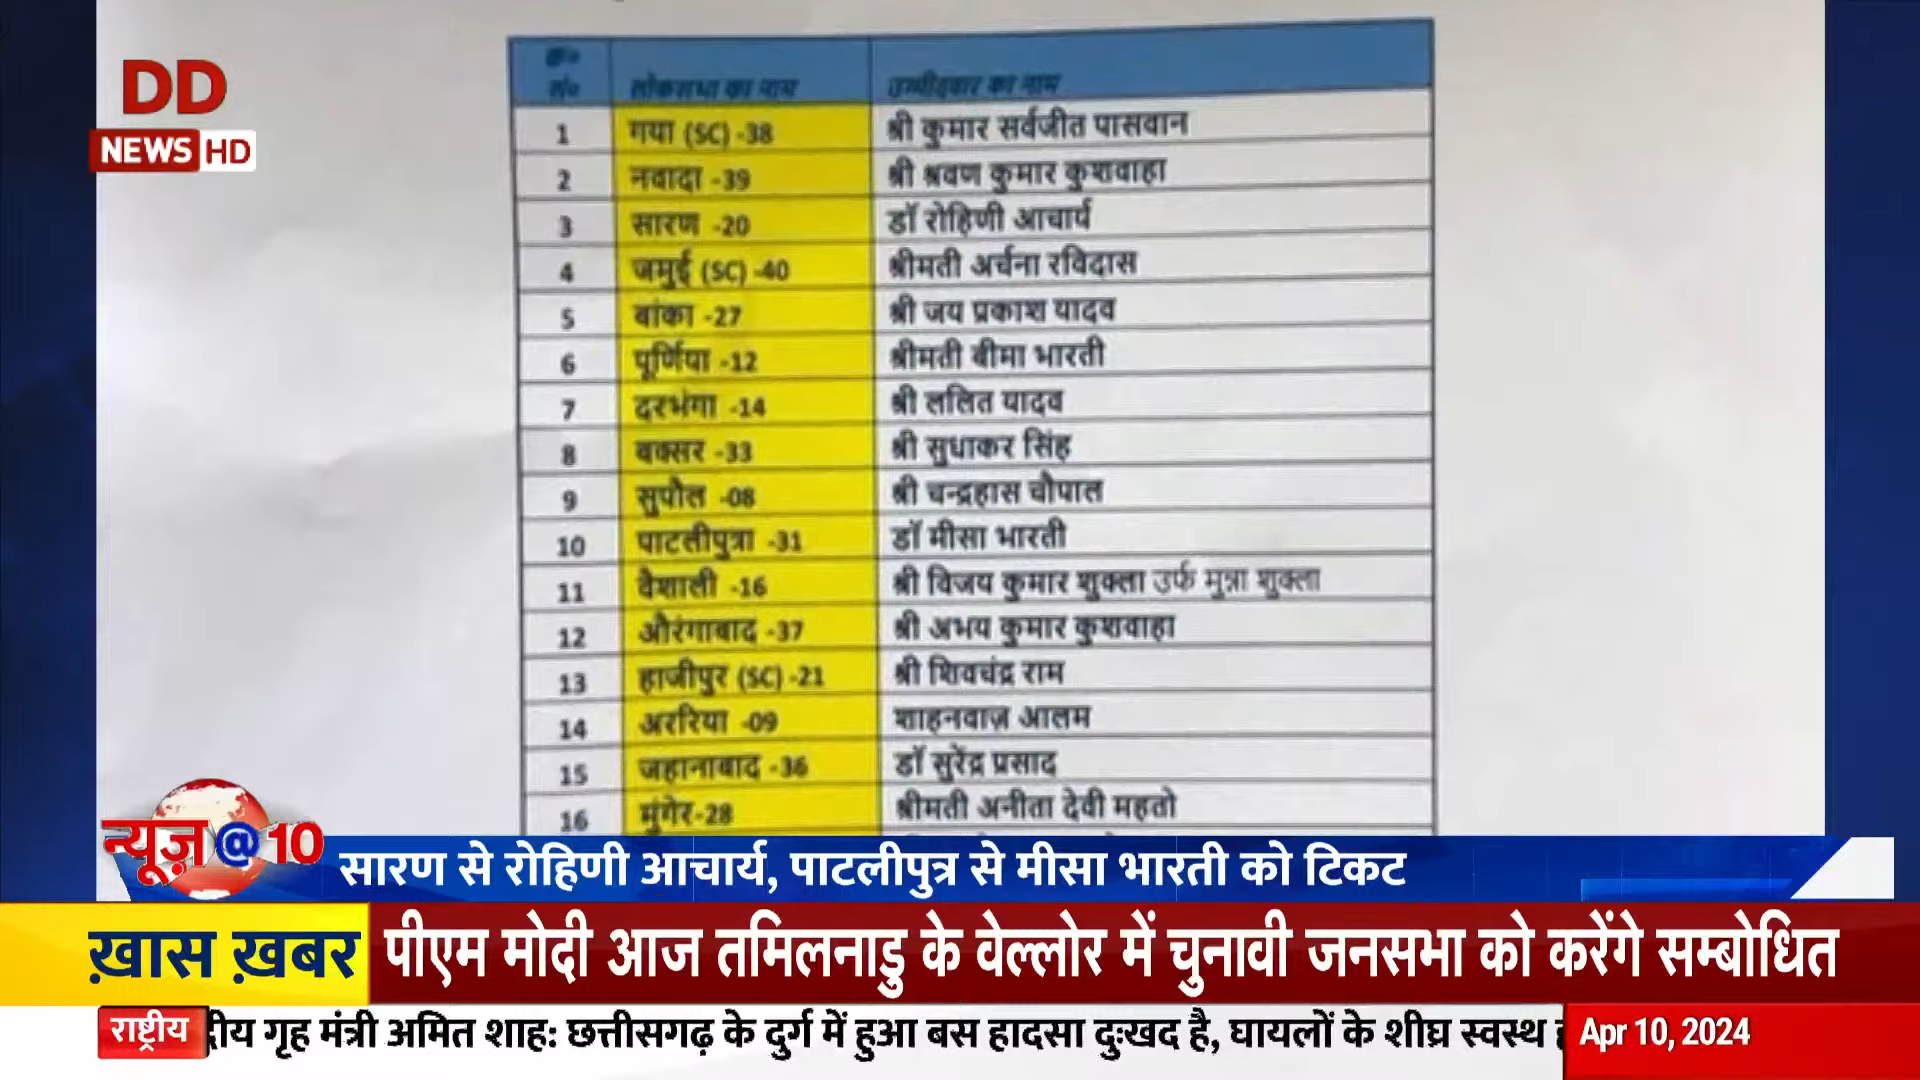 DD
NEWS HD
क्र० सं० लोकसभा का नाम उम्मीदवार का नाम
1 गया (SC) -38 श्री कुमार सर्वजीत पासवान
2 नवादा -39 श्री श्रवण कुमार कुशवाहा
3 सारण -20 डॉ रोहिणी आचार्य
4 जमुई (SC) -40 श्रीमती अर्चना रविदास
5 बांका -27 श्री जय प्रकाश यादव
6 पूर्णिया -12 श्रीमती बीमा भारती
7 दरभंगा -14 श्री ललित यादव
8 बक्सर -33 श्री सुधाकर सिंह
9 सुपौल -08 श्री चन्द्रहास चौपाल
10 पाटलीपुत्रा -31 डॉ मीसा भारती
11 वैशाली -16 श्री विजय कुमार शुक्ला उर्फ मुन्ना शुक्ला
12 औरंगाबाद -37 श्री अभय कुमार कुशवाहा
13 हाजीपुर (SC) -21 श्री शिवचंद्र राम
14 अररिया -09 शाहनवाज़ आलम
15 जहानाबाद -36 डॉ सुरेंद्र प्रसाद
16 मुंगेर-28 श्रीमती अनीता देवी महतो
न्यूज़@10
सारण से रोहिणी आचार्य, पाटलीपुत्र से मीसा भारती को टिकट
ख़ास ख़बर
पीएम मोदी आज तमिलनाडु के वेल्लोर में चुनावी जनसभा को करेंगे सम्बोधित
राष्ट्रीय
गृह मंत्री अमित शाह: छत्तीसगढ़ के दुर्ग में हुआ बस हादसा दुःखद है, घायलों के शीघ्र स्वस्थ
Apr 10, 2024